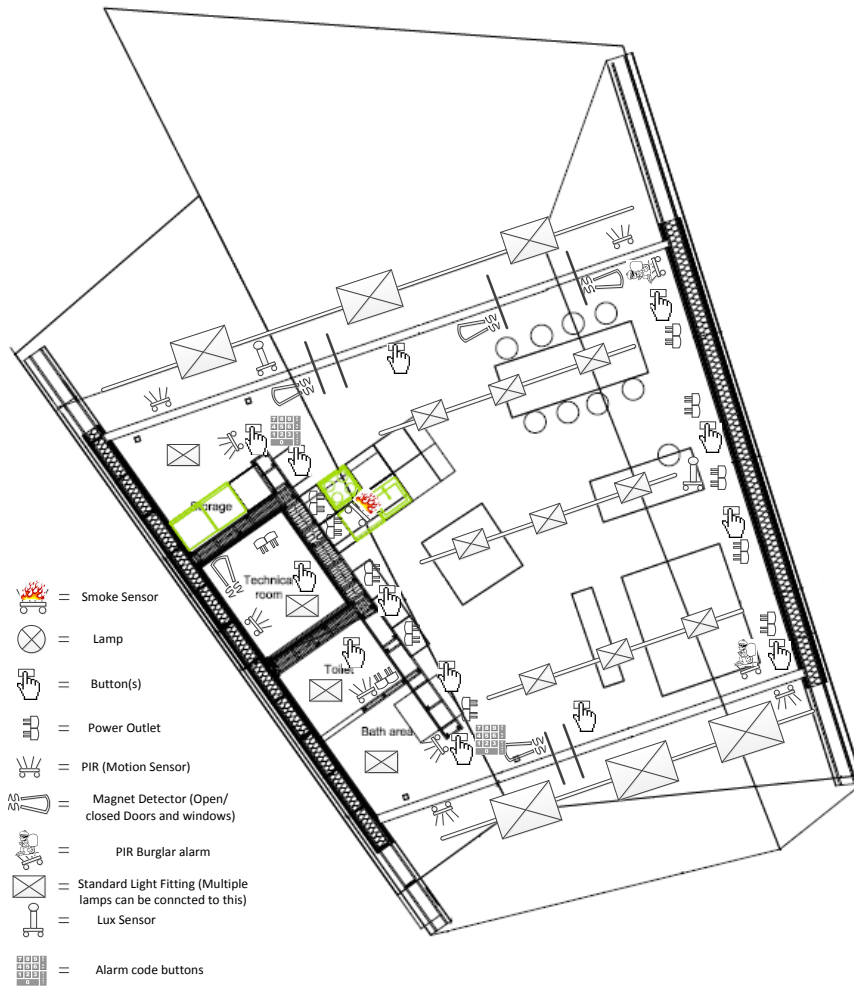 Storage
Technical
room
Toilet
Bath area
= Smoke Sensor
= Lamp
= Button(s)
= Power Outlet
= PIR (Motion Sensor)
= Magnet Detector (Open/
closed Doors and windows)
= PIR Burglar alarm
= Standard Light Fitting (Multiple
lamps can be conncted to this)
= Lux Sensor
= Alarm code buttons